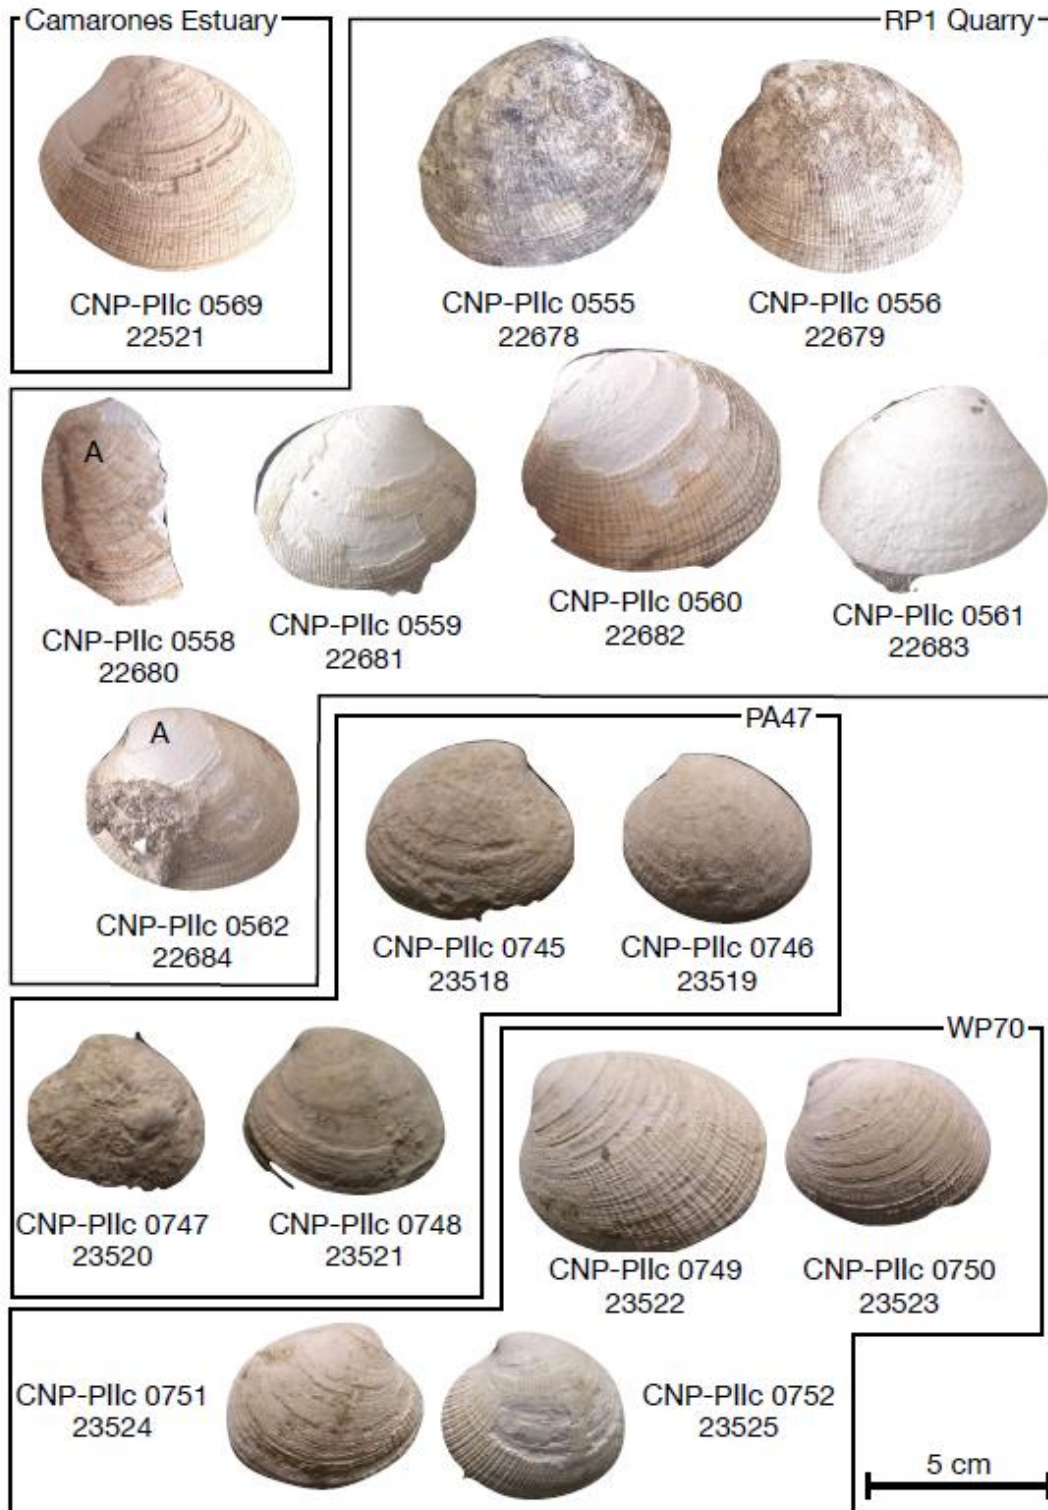 Camarones Estuary
RP1 Quarry
CNP-PIIc 0569
22521
CNP-PIIc 0555
22678
CNP-PIIc 0556
22679
A
CNP-PIIc 0558
22680
CNP-PIIc 0559
22681
CNP-PIIc 0560
22682
CNP-PIIc 0561
22683
A
CNP-PIIc 0562
22684
PA47
CNP-PIIc 0745
23518
CNP-PIIc 0746
23519
CNP-PIIc 0747
23520
CNP-PIIc 0748
23521
WP70
CNP-PIIc 0749
23522
CNP-PIIc 0750
23523
CNP-PIIc 0751
23524
CNP-PIIc 0752
23525
5 cm